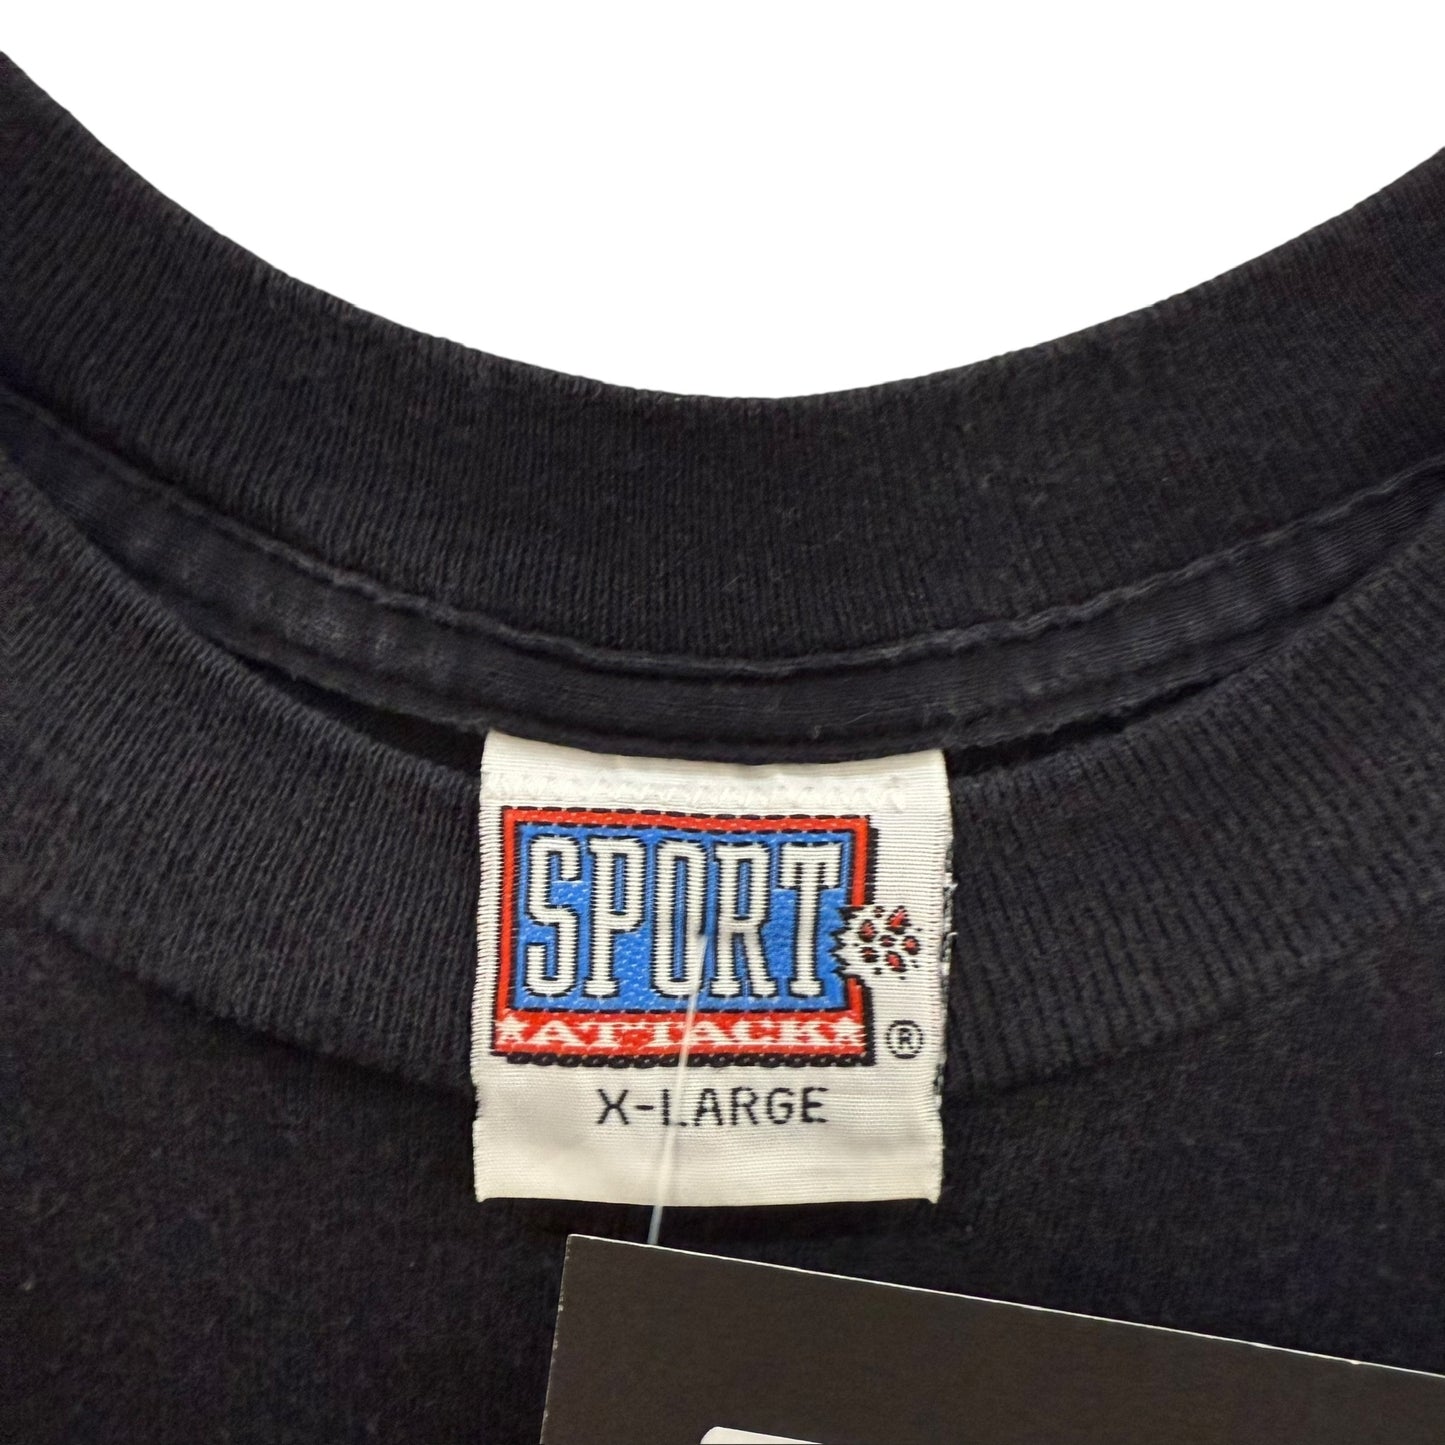 SPORT
ATTACK
®
X-LARGE